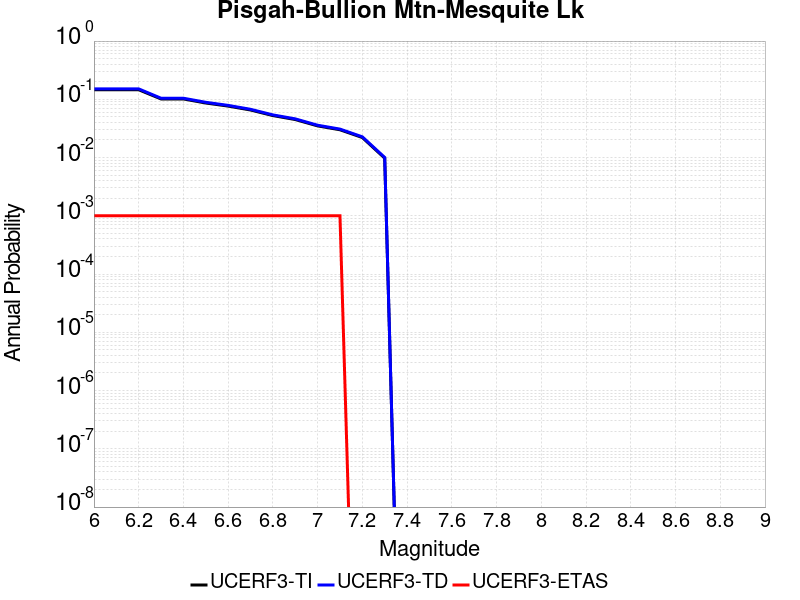 Pisgah-Bullion Mtn-Mesquite Lk
10^0
10^-1
10^-2
10^-3
10^-4
10^-5
10^-6
10^-7
10^-8
Annual Probability
6 6.2 6.4 6.6 6.8 7 7.2 7.4 7.6 7.8 8 8.2 8.4 8.6 8.8 9
Magnitude
UCERF3-TI UCERF3-TD UCERF3-ETAS